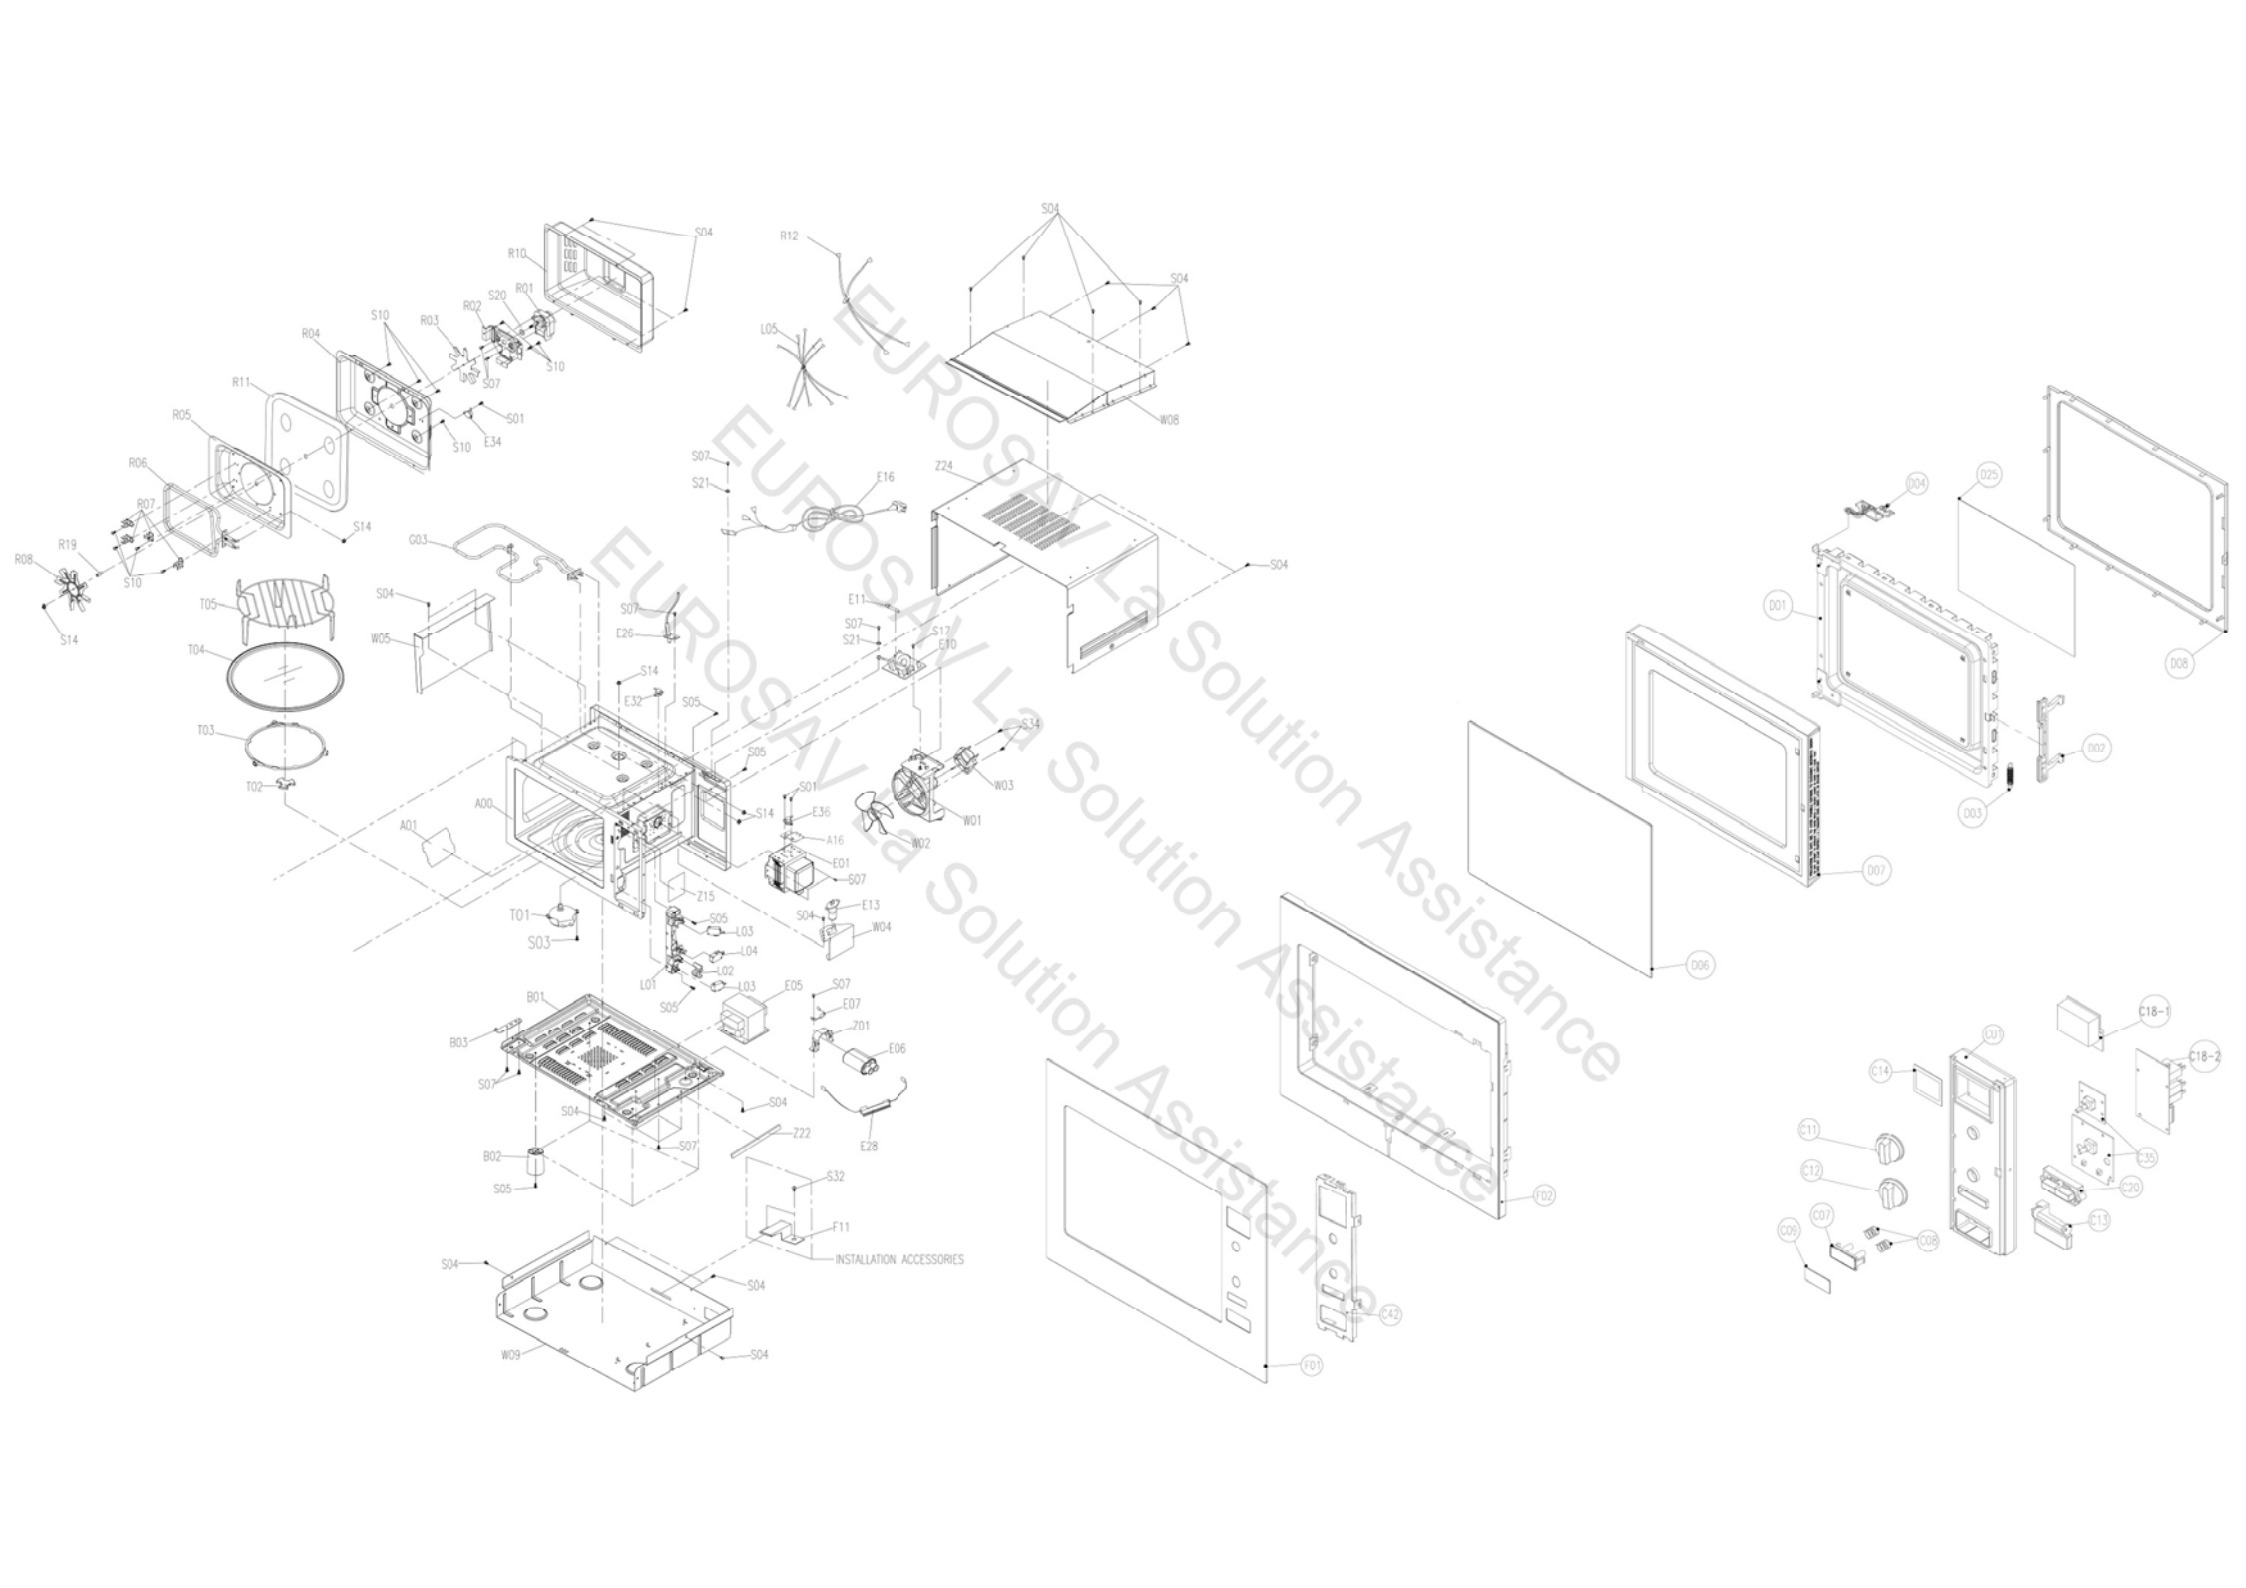 S04
R10
S04
R12
S04
R01
S20
R02
S10
R03
L05
R04
S10
S07
R11
R05
S01
E34
S10
W08
R06
S07
Z24
R07
S21
E16
S14
D04
D25
R19
G03
R08
S10
S04
T05
S07
E11
S04
S07
S17
D01
S14
W05
E26
S21
E10
T04
S14
D08
E32
S05
S34
T03
S05
D02
T02
S01
W03
A00
S14
E36
W01
D03
A01
A16
W02
E01
S07
D07
Z15
E13
T01
S05
S04
L03
W04
S03
L04
L02
D06
L01
L03
E05
S07
B01
S05
E07
C18-1
Z01
C01
B03
E06
C18-2
C14
S07
S04
S04
Z22
E28
C11
S07
B02
C35
C12
S05
S32
C20
F02
C07
C13
F11
C09
C08
INSTALLATION ACCESSORIES
S04
S04
C42
W09
S04
F01
EUROSAV La Solution Assistance
EUROSAV La Solution Assistance
EUROSAV La Solution Assistance